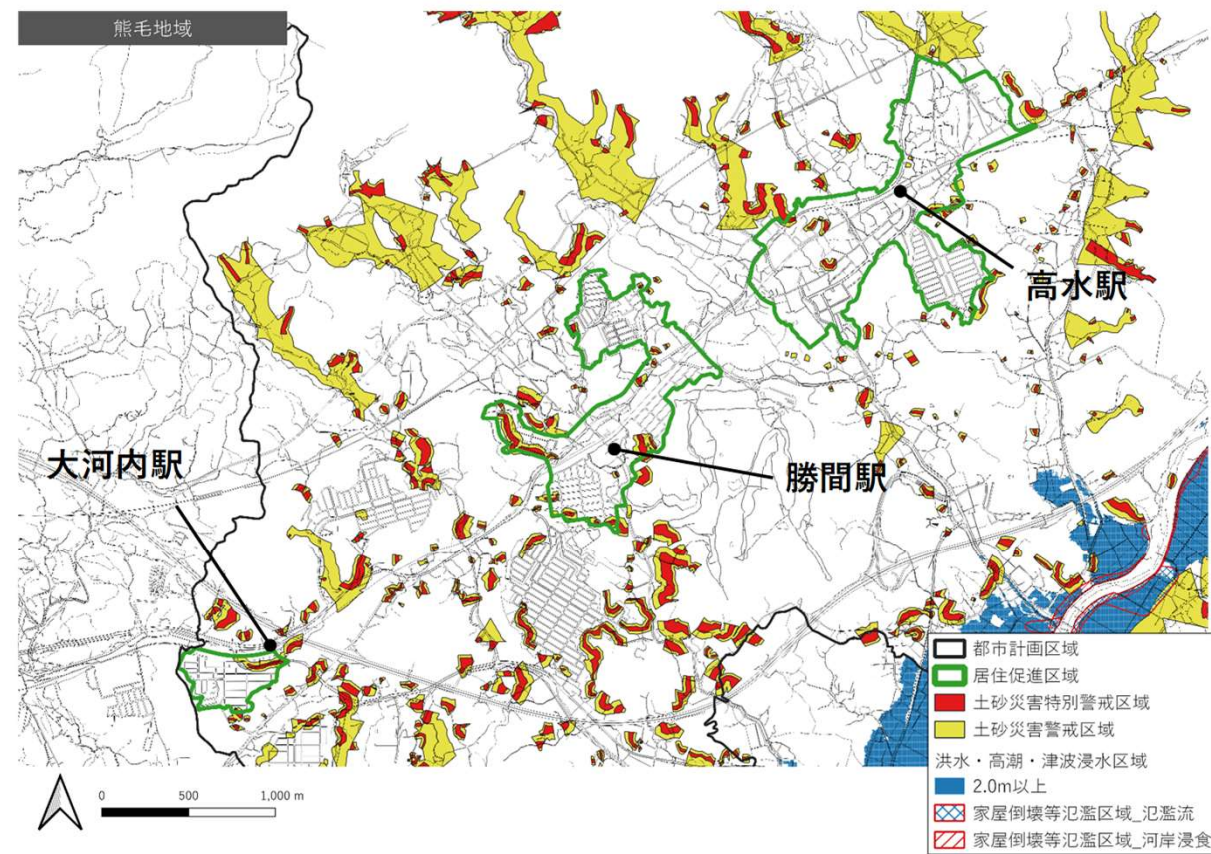 熊毛地域
高水駅
大河内駅
勝間駅
都市計画区域
居住促進区域
土砂災害特別警戒区域
土砂災害警戒区域
洪水・高潮・津波浸水区域
2.0m以上
家屋倒壊等氾濫区域_氾濫流
家屋倒壊等氾濫区域_河岸浸食
0 500 1,000 m